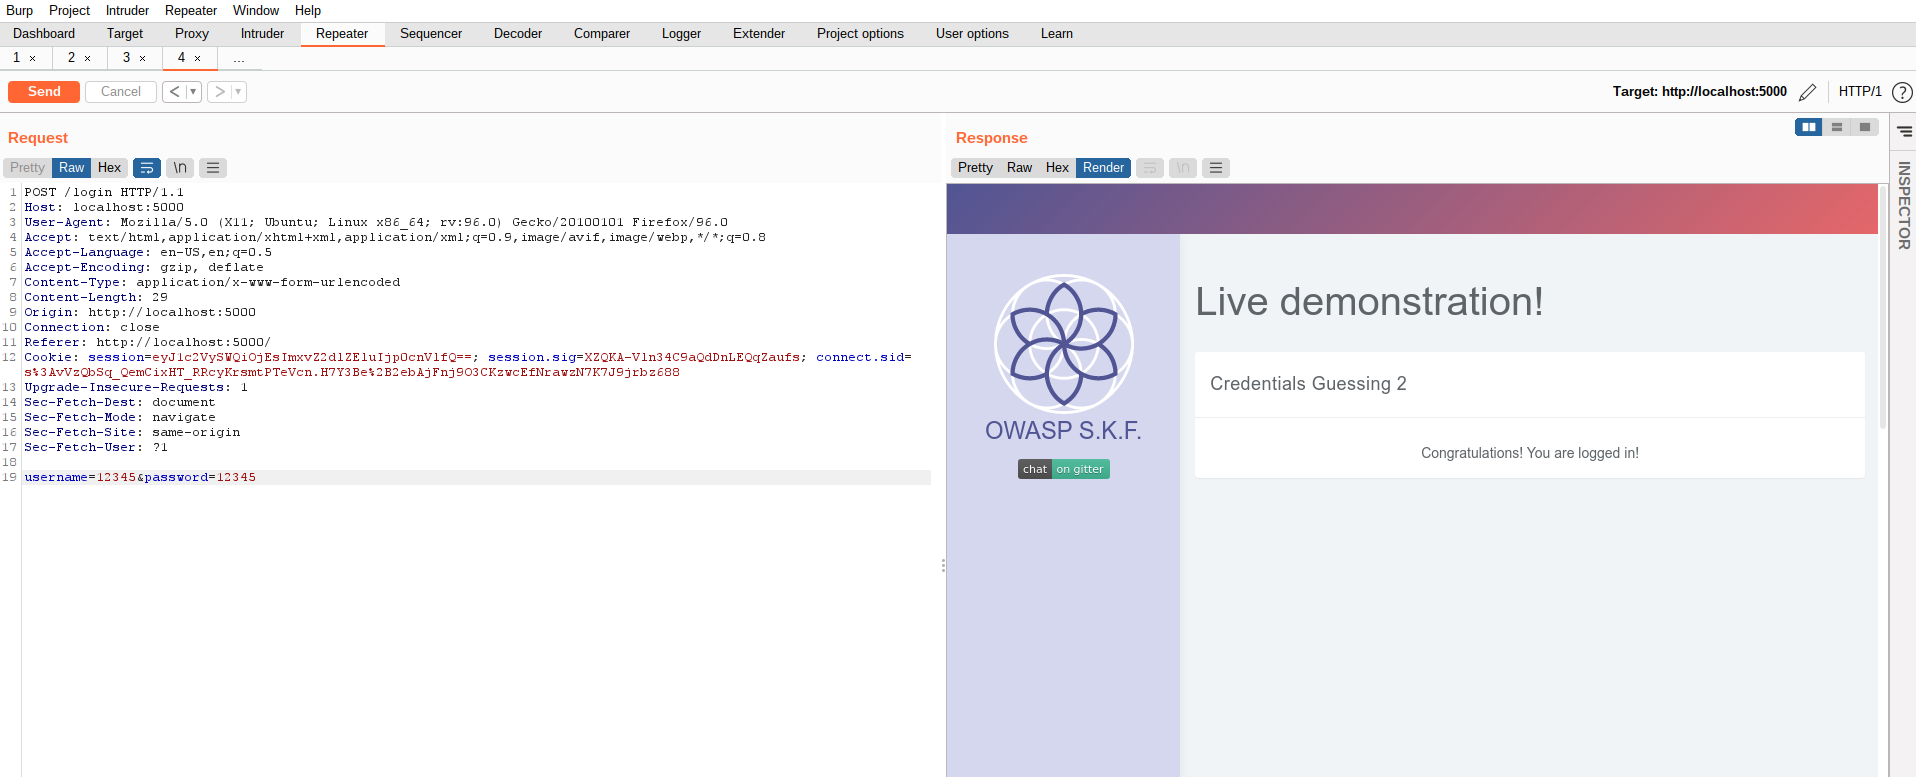 Burp Project Intruder Repeater Window Help
Dashboard Target Proxy Intruder Repeater Sequencer Decoder Comparer Logger Extender Project options User options Learn
1 × 2 × 3 × 4 × ...
Send Cancel < ▾ > ▾ Target: http://localhost:5000 HTTP/1 ?
Request
Pretty Raw Hex \n
1 POST /login HTTP/1.1
2 Host: localhost:5000
3 User-Agent: Mozilla/5.0 (X11; Ubuntu; Linux x86_64; rv:96.0) Gecko/20100101 Firefox/96.0
4 Accept: text/html,application/xhtml+xml,application/xml;q=0.9,image/avif,image/webp,*/*;q=0.8
5 Accept-Language: en-US,en;q=0.5
6 Accept-Encoding: gzip, deflate
7 Content-Type: application/x-www-form-urlencoded
8 Content-Length: 29
9 Origin: http://localhost:5000
10 Connection: close
11 Referer: http://localhost:5000/
12 Cookie: session=eyJ1c2VySWQiOjEsImxvZ2dlZEluIjp0cnVlfQ==; session.sig=XZQKA-Vln34C9aQdDnLEQqZaufs; connect.sid=
s%3AvVzQbSq_QemCixHT_RRcyKrsmtPTeVcn.H7Y3Be%2B2ebAjFnj9O3CKzwcEfNrawzN7K7J9jrbz688
13 Upgrade-Insecure-Requests: 1
14 Sec-Fetch-Dest: document
15 Sec-Fetch-Mode: navigate
16 Sec-Fetch-Site: same-origin
17 Sec-Fetch-User: ?1
18
19 username=12345&password=12345
Response
Pretty Raw Hex Render \n
INSPECTOR
OWASP S.K.F.
chat on gitter
Live demonstration!
Credentials Guessing 2
Congratulations! You are logged in!